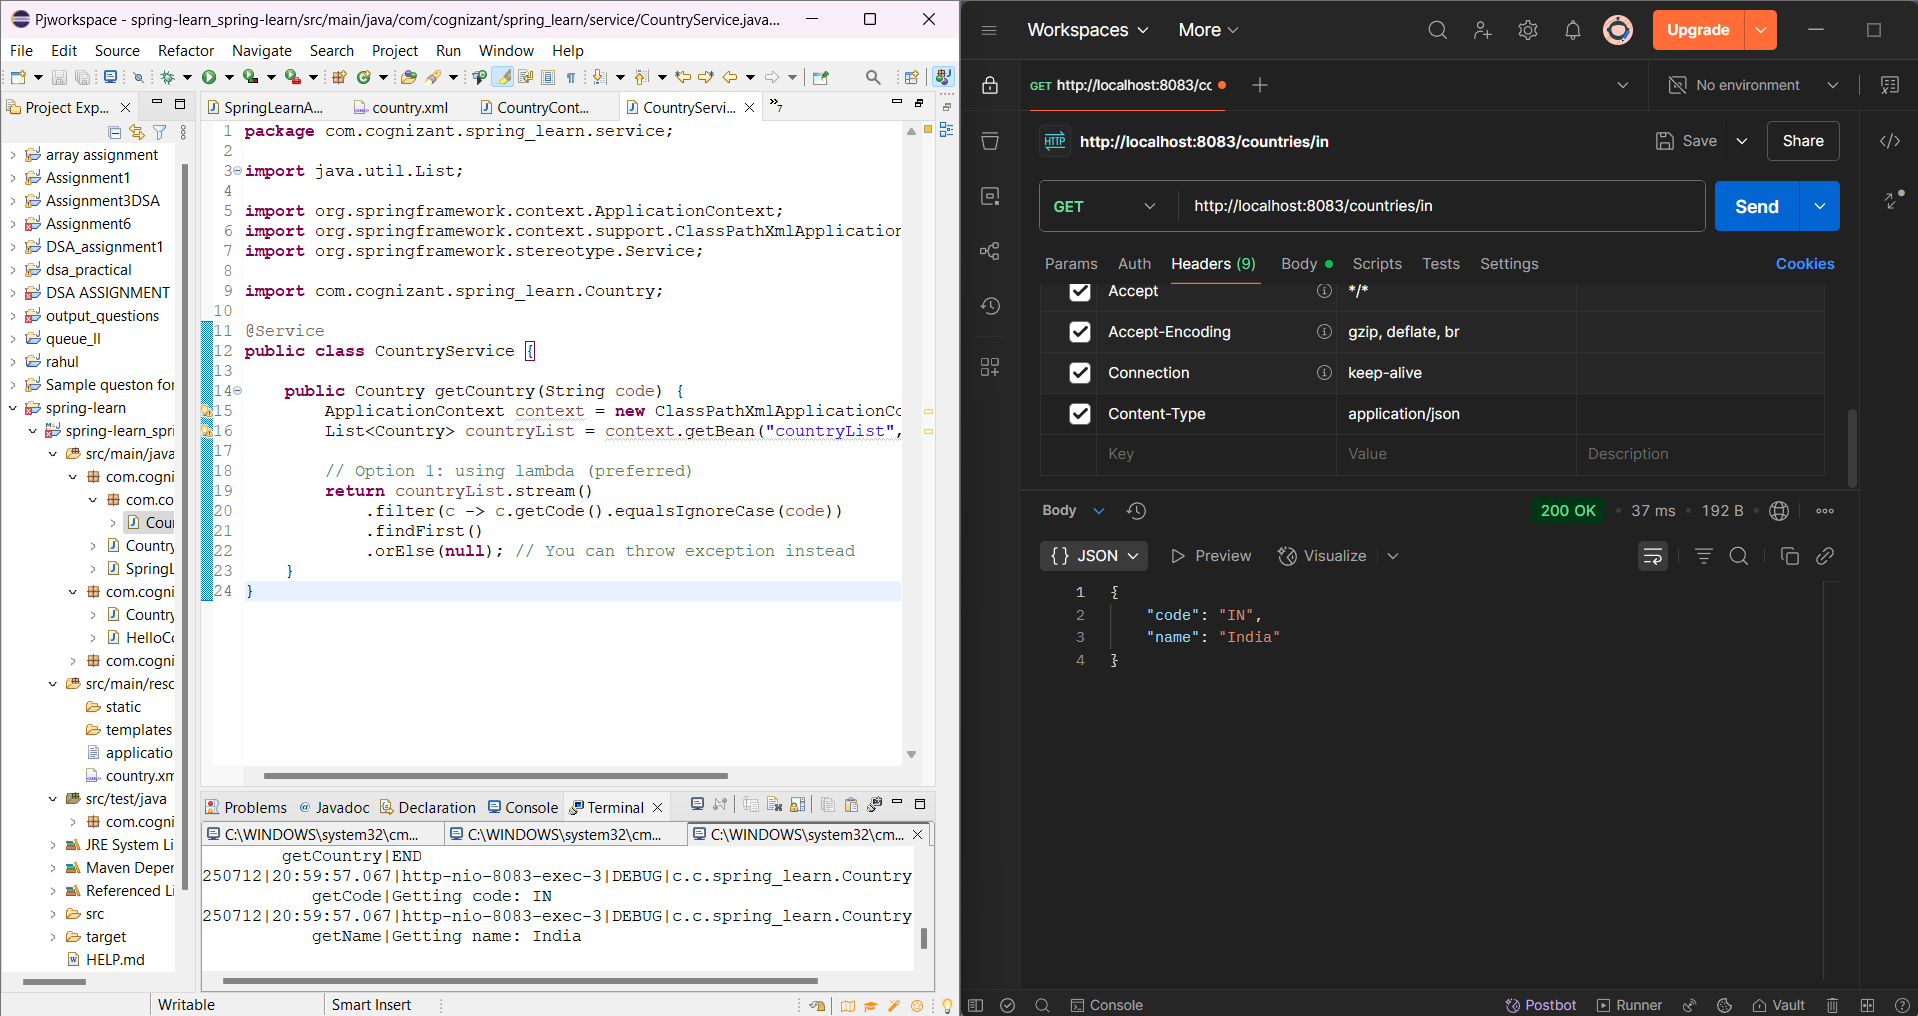 Pjworkspace - spring-learn_spring-learn/src/main/java/com/cognizant/spring_learn/service/CountryService.java...
File Edit Source Refactor Navigate Search Project Run Window Help
Project Exp...
SpringLearnA...
country.xml
CountryCont...
CountryServi...
7
array assignment
Assignment1
Assignment3DSA
Assignment6
DSA_assignment1
dsa_practical
DSA ASSIGNMENT
output_questions
queue_ll
rahul
Sample queston for
spring-learn
spring-learn_spri
src/main/java
com.cogni
com.co
Cour
Country
SpringL
com.cogni
Country
HelloCo
com.cogni
src/main/resc
static
templates
applicatio
country.xm
src/test/java
com.cogni
JRE System Li
Maven Deper
Referenced Li
src
target
HELP.md
1 package com.cognizant.spring_learn.service;
2
3 import java.util.List;
4
5 import org.springframework.context.ApplicationContext;
6 import org.springframework.context.support.ClassPathXmlApplication
7 import org.springframework.stereotype.Service;
8
9 import com.cognizant.spring_learn.Country;
10
11 @Service
12 public class CountryService {
13
14 public Country getCountry(String code) {
15 ApplicationContext context = new ClassPathXmlApplicationCo
16 List<Country> countryList = context.getBean("countryList",
17
18 // Option 1: using lambda (preferred)
19 return countryList.stream()
20 .filter(c -> c.getCode().equalsIgnoreCase(code))
21 .findFirst()
22 .orElse(null); // You can throw exception instead
23 }
24 }
Problems @ Javadoc Declaration Console Terminal
C:\WINDOWS\system32\cm... C:\WINDOWS\system32\cm... C:\WINDOWS\system32\cm...
getCountry|END
250712|20:59:57.067|http-nio-8083-exec-3|DEBUG|c.c.spring_learn.Country
getCode|Getting code: IN
250712|20:59:57.067|http-nio-8083-exec-3|DEBUG|c.c.spring_learn.Country
getName|Getting name: India
Writable
Smart Insert
Workspaces More Upgrade
GET http://localhost:8083/cc
No environment
HTTP http://localhost:8083/countries/in
Save Share
GET http://localhost:8083/countries/in Send
Params Auth Headers (9) Body Scripts Tests Settings Cookies
Accept */*
Accept-Encoding gzip, deflate, br
Connection keep-alive
Content-Type application/json
Key Value Description
Body 200 OK 37 ms 192 B
{} JSON Preview Visualize
1 {
2 "code": "IN",
3 "name": "India"
4 }
Console Postbot Runner Vault